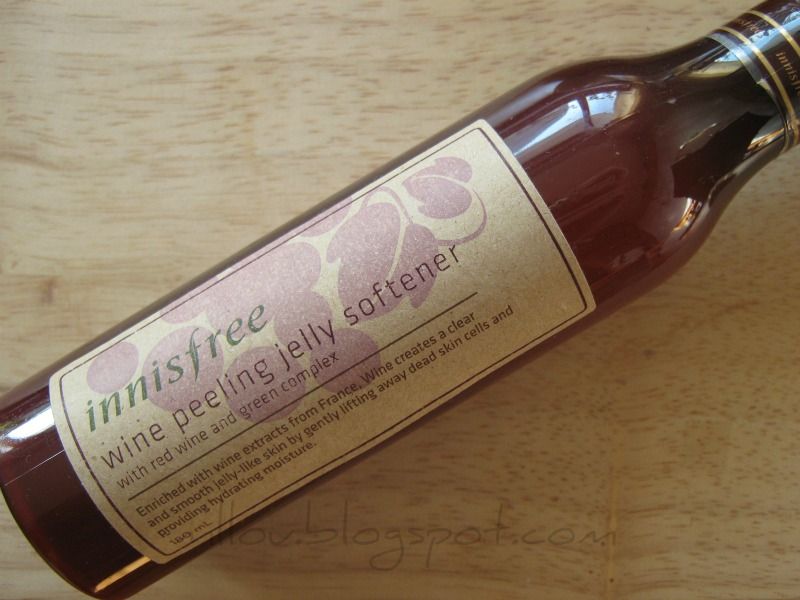 innisfree
wine peeling jelly softener
with red wine and green complex
Enriched with wine extracts from France, Wine creates a clear
and smooth jelly-like skin by gently lifting away dead skin cells and
providing hydrating moisture.
180 mL
innisfree
.blogspot.com